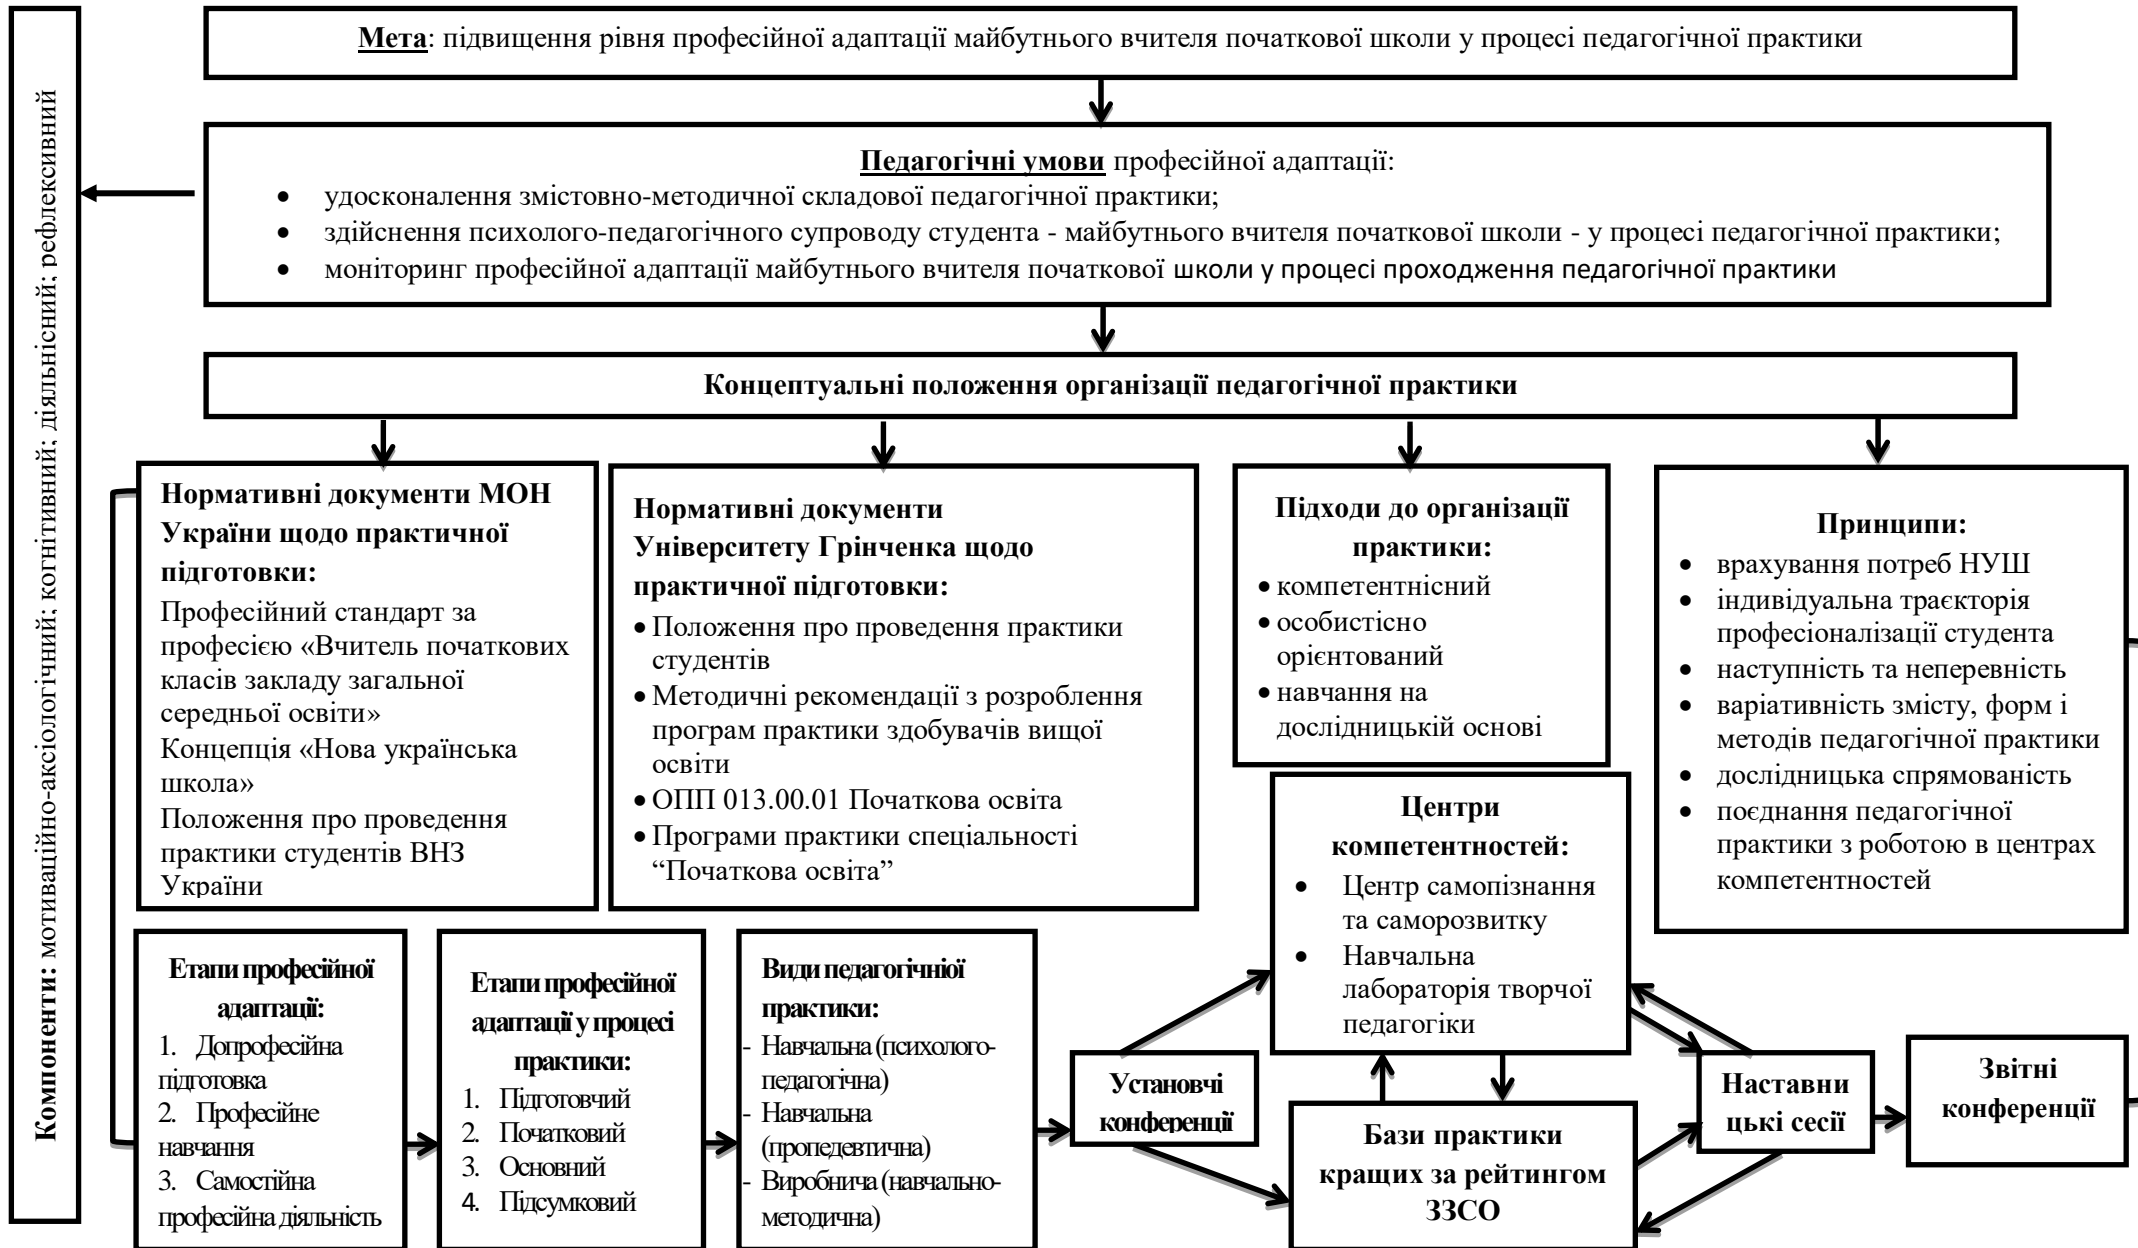 Мета: підвищення рівня професійної адаптації майбутнього вчителя початкової школи у процесі педагогічної практики
Педагогічні умови професійної адаптації:
• удосконалення змістовно-методичної складової педагогічної практики;
• здійснення психолого-педагогічного супроводу студента - майбутнього вчителя початкової школи - у процесі педагогічної практики;
• моніторинг професійної адаптації майбутнього вчителя початкової школи у процесі проходження педагогічної практики
Компоненти: мотиваційно-аксіологічний; когнітивний; діяльнісний; рефлексивний
Концептуальні положення організації педагогічної практики
Нормативні документи МОН
України щодо практичної
підготовки:
Професійний стандарт за
професією «Вчитель початкових
класів закладу загальної
середньої освіти»
Концепція «Нова українська
школа»
Положення про проведення
практики студентів ВНЗ
України
Нормативні документи
Університету Грінченка щодо
практичної підготовки:
• Положення про проведення практики
студентів
• Методичні рекомендації з розроблення
програм практики здобувачів вищої
освіти
• ОПП 013.00.01 Початкова освіта
• Програми практики спеціальності
“Початкова освіта”
Підходи до організації
практики:
• компетентнісний
• особистісно
орієнтований
• навчання на
дослідницькій основі
Принципи:
• врахування потреб НУШ
• індивідуальна траєкторія
професіоналізації студента
• наступність та неперевність
• варіативність змісту, форм і
методів педагогічної практики
• дослідницька спрямованість
• поєднання педагогічної
практики з роботою в центрах
компетентностей
Центри
компетентностей:
• Центр самопізнання
та саморозвитку
• Навчальна
лабораторія творчої
педагогіки
Етапи професійної
адаптації:
1. Допрофесійна
підготовка
2. Професійне
навчання
3. Самостійна
професійна діяльність
Етапи професійної
адаптації у процесі
практики:
1. Підготовчий
2. Початковий
3. Основний
4. Підсумковий
Види педагогічніої
практики:
- Навчальна (психолого-
педагогічна)
- Навчальна
(пропедевтична)
- Виробнича (навчально-
методична)
Установчі
конференції
Бази практики
кращих за рейтингом
ЗЗСО
Наставни
цькі сесії
Звітні
конференції